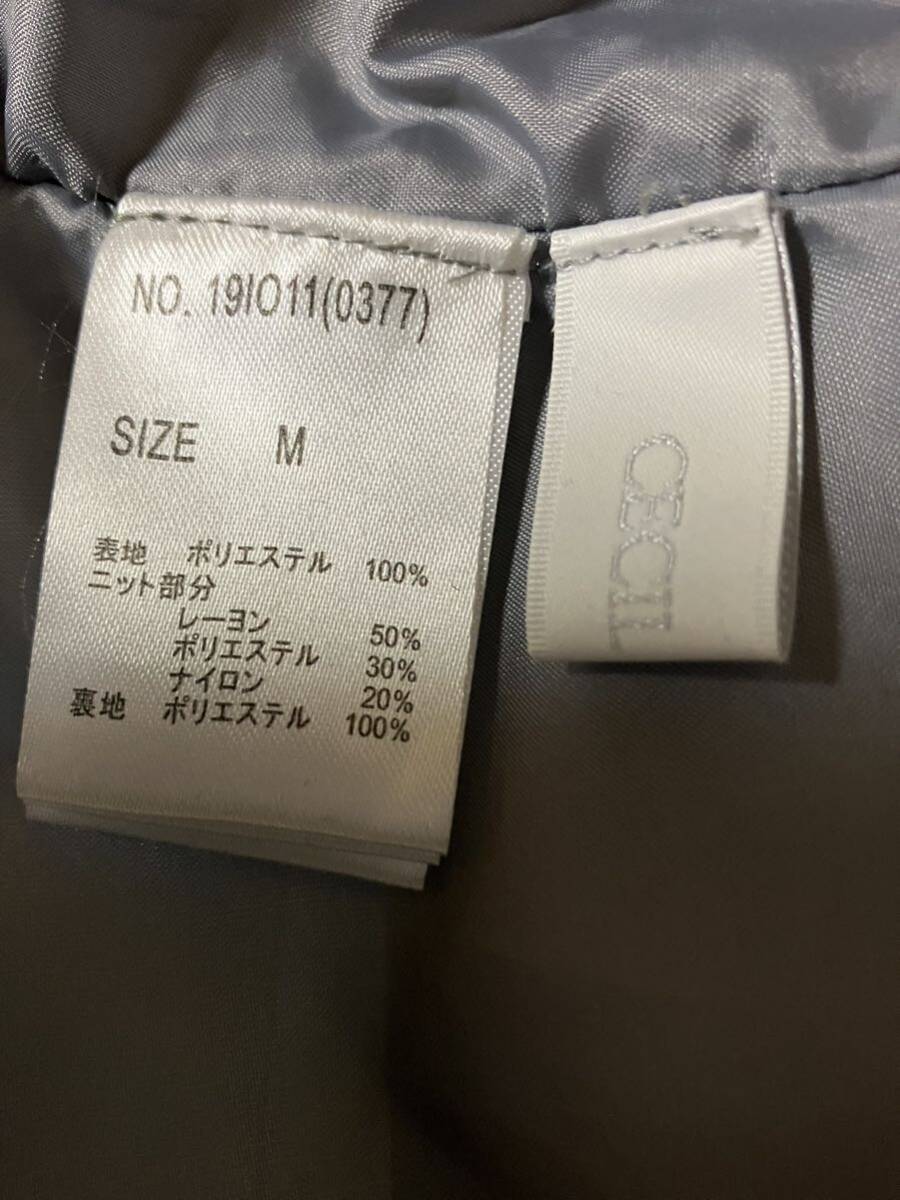 NO. 19IO11(0377)
SIZE M
表地 ポリエステル 100%
ニット部分
レーヨン 50%
ポリエステル 30%
ナイロン 20%
裏地 ポリエステル 100%
CECIL